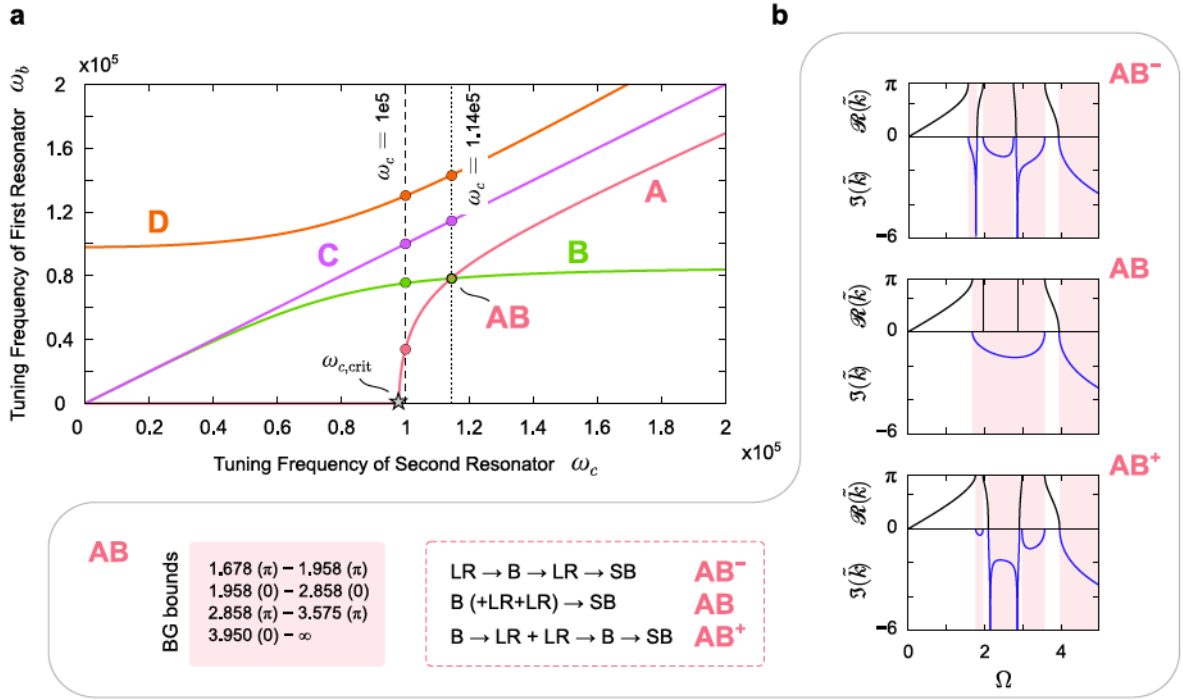 a
b
×10⁵
Tuning Frequency of First Resonator ω_b
2
1.6
1.2
0.8
0.4
0
ω_c = 1e5
ω_c = 1.14e5
D
C
A
B
AB
ω_c,crit
0 0.2 0.4 0.6 0.8 1 1.2 1.4 1.6 1.8 2
×10⁵
Tuning Frequency of Second Resonator ω_c
AB⁻
π
ℛ(k̃)
0
ℑ(k̃)
−6
AB
π
ℛ(k̃)
0
ℑ(k̃)
−6
AB⁺
π
ℛ(k̃)
0
ℑ(k̃)
−6
0 2 4
Ω
AB
BG bounds
1.678 (π) − 1.958 (π)
1.958 (0) − 2.858 (0)
2.858 (π) − 3.575 (π)
3.950 (0) − ∞
LR → B → LR → SB AB⁻
B (+LR+LR) → SB AB
B → LR + LR → B → SB AB⁺